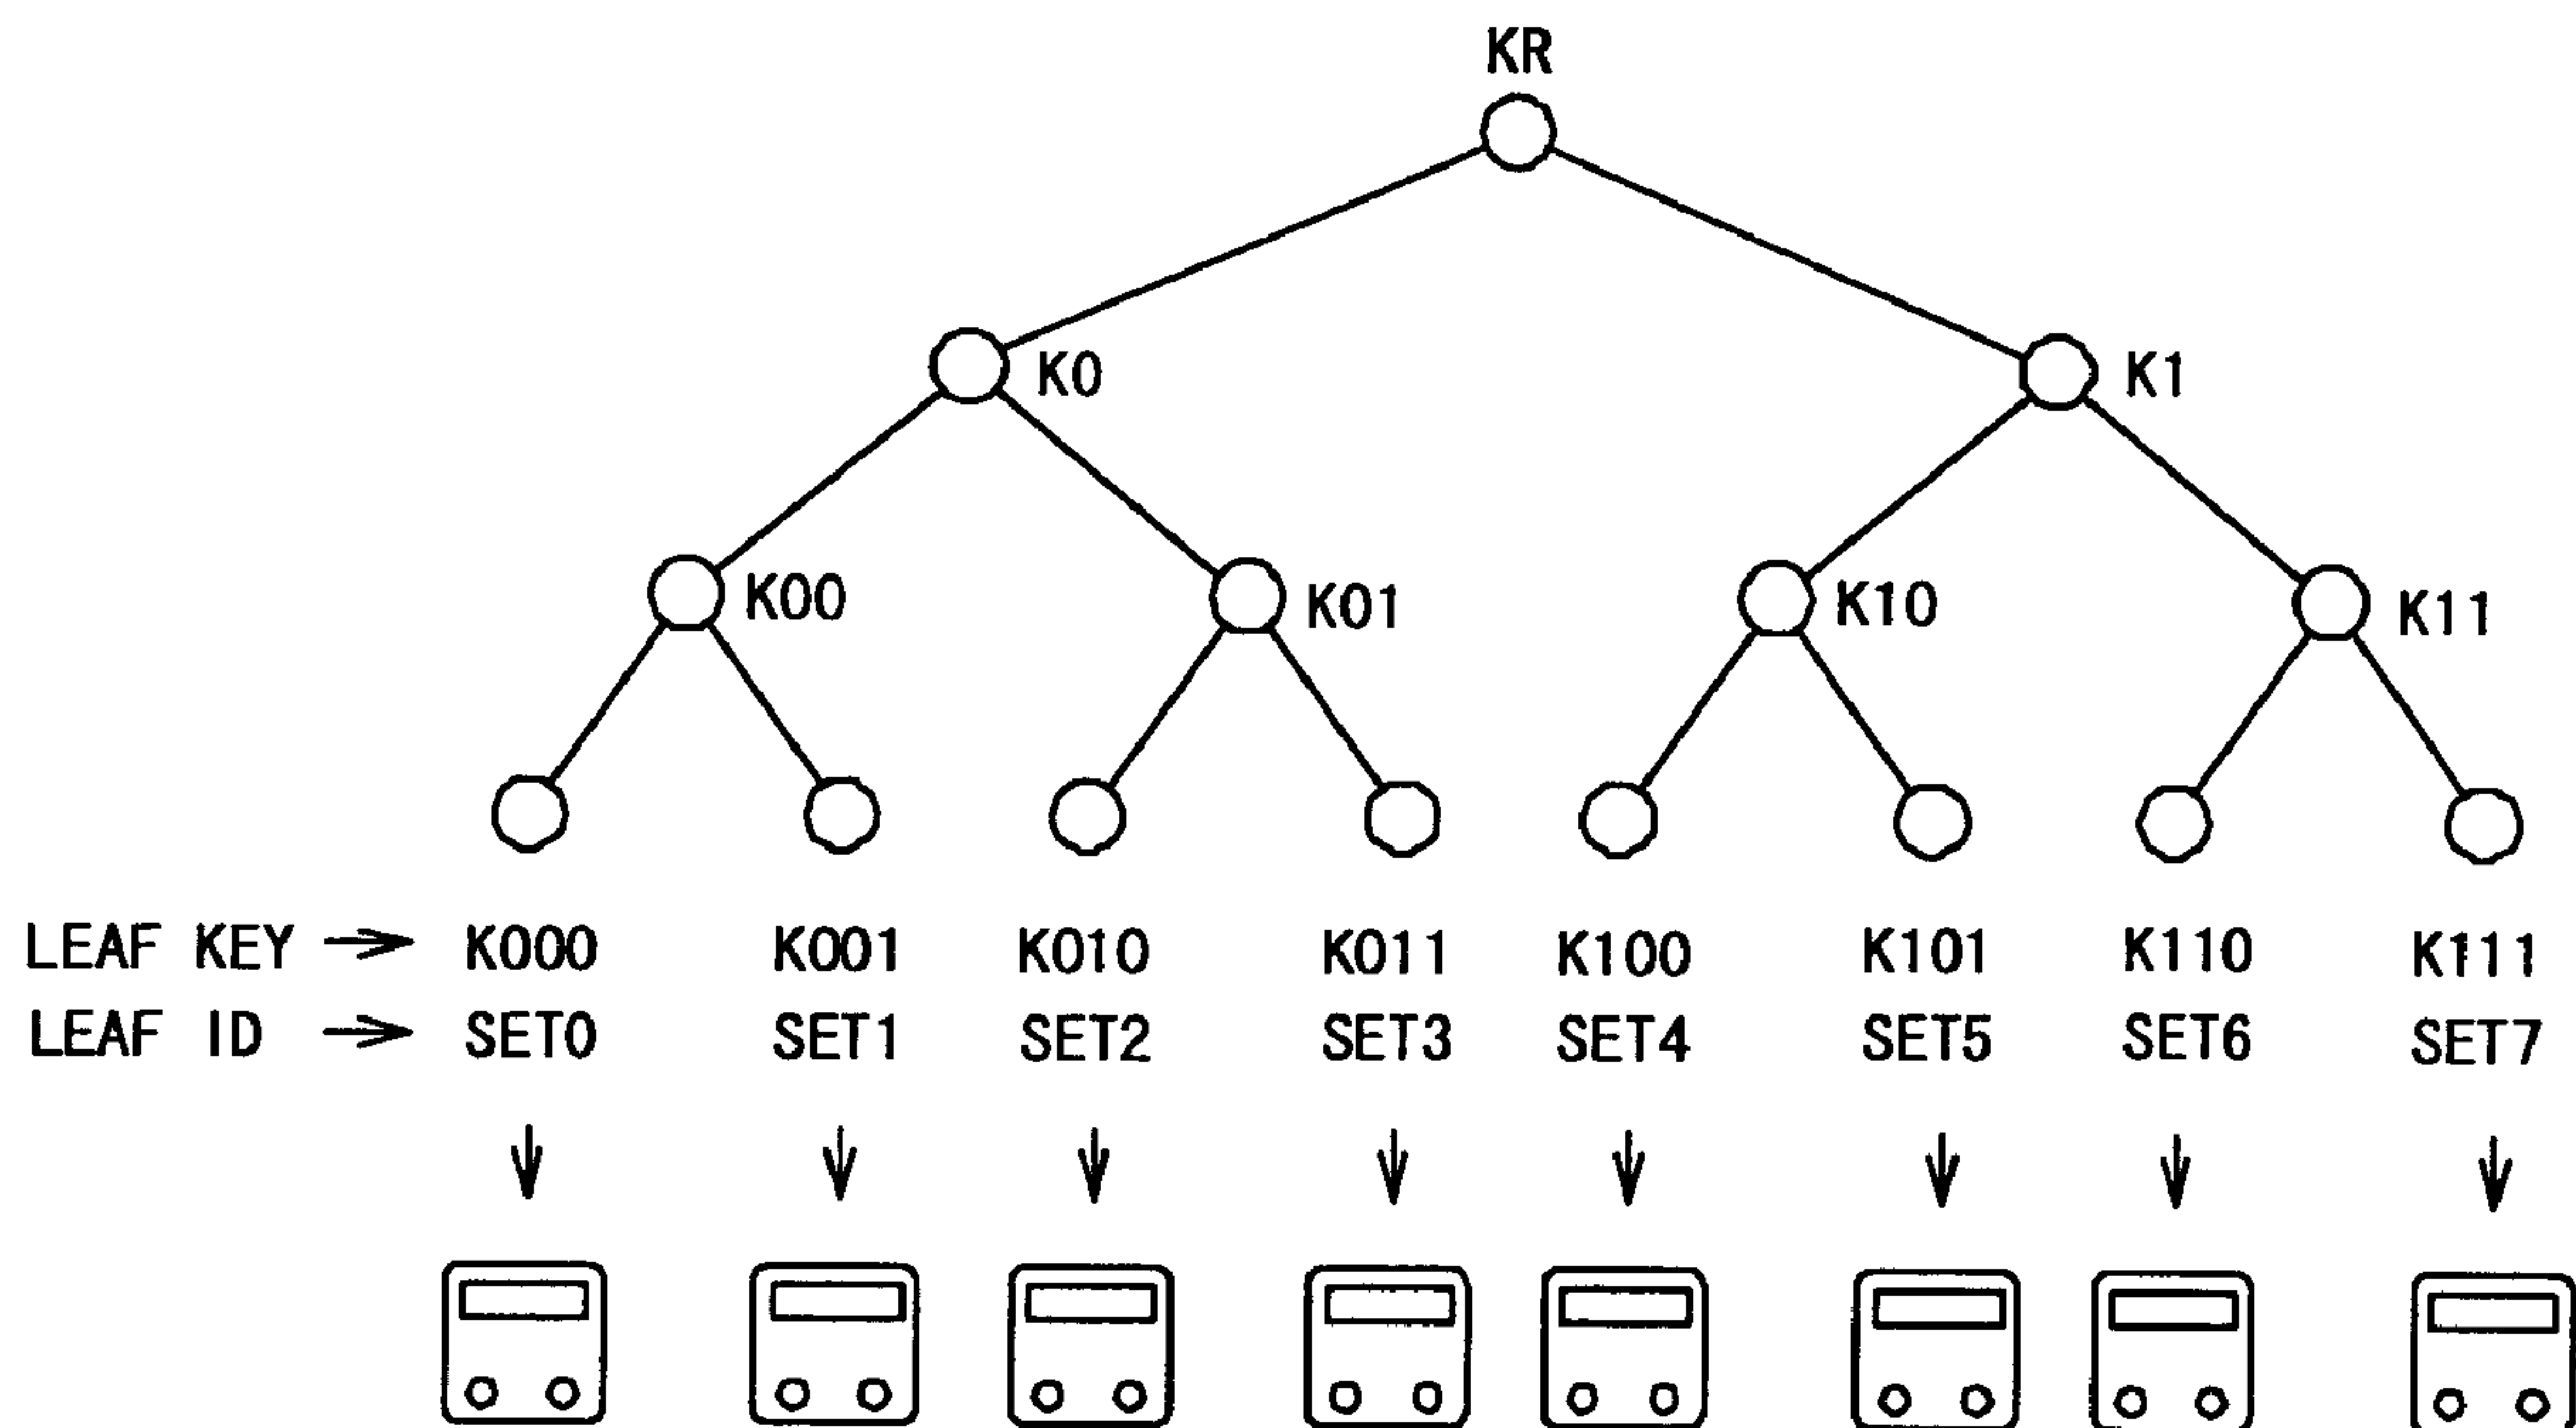 KR
K0
K1
K00
K01
K10
K11
LEAF KEY → K000 K001 K010 K011 K100 K101 K110 K111
LEAF ID → SET0 SET1 SET2 SET3 SET4 SET5 SET6 SET7